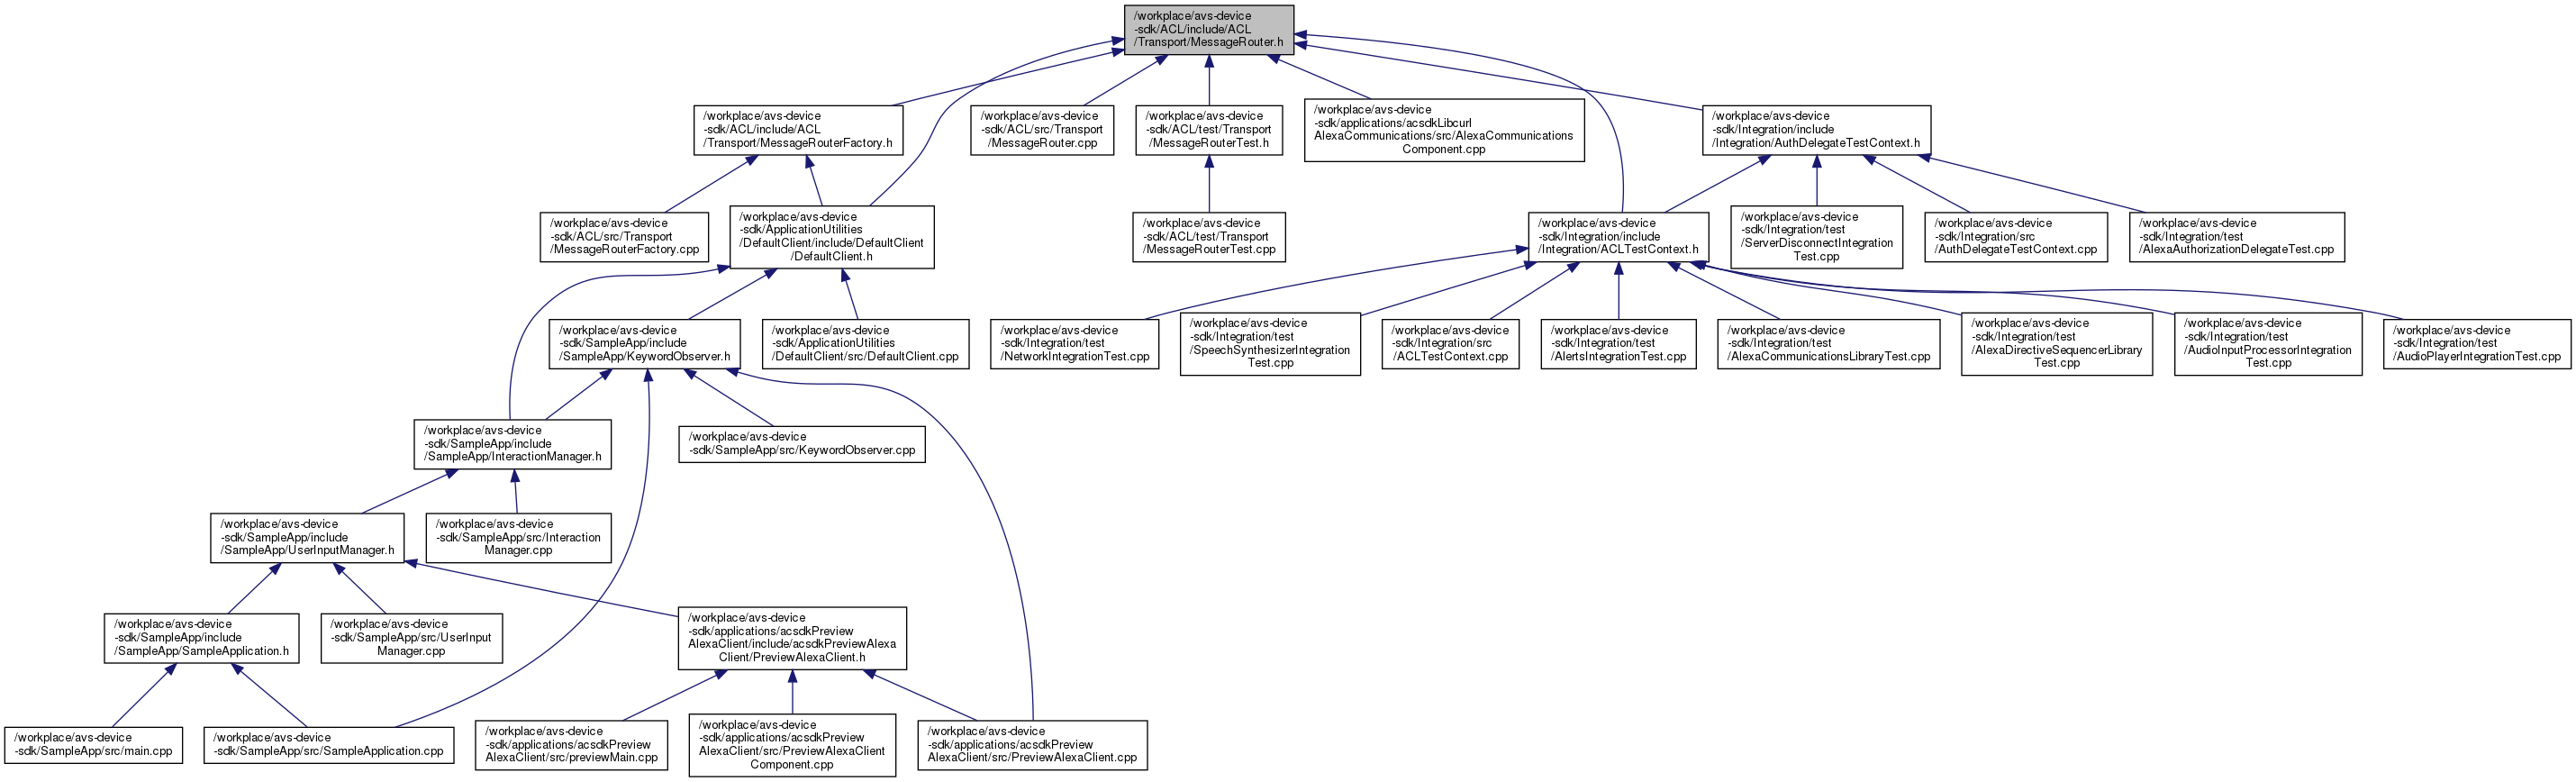 /workplace/avs-device
-sdk/ACL/include/ACL
/Transport/MessageRouter.h
/workplace/avs-device
-sdk/ACL/include/ACL
/Transport/MessageRouterFactory.h
/workplace/avs-device
-sdk/ACL/src/Transport
/MessageRouter.cpp
/workplace/avs-device
-sdk/ACL/test/Transport
/MessageRouterTest.h
/workplace/avs-device
-sdk/applications/acsdkLibcurl
AlexaCommunications/src/AlexaCommunications
Component.cpp
/workplace/avs-device
-sdk/Integration/include
/Integration/AuthDelegateTestContext.h
/workplace/avs-device
-sdk/ACL/src/Transport
/MessageRouterFactory.cpp
/workplace/avs-device
-sdk/ApplicationUtilities
/DefaultClient/include/DefaultClient
/DefaultClient.h
/workplace/avs-device
-sdk/ACL/test/Transport
/MessageRouterTest.cpp
/workplace/avs-device
-sdk/Integration/include
/Integration/ACLTestContext.h
/workplace/avs-device
-sdk/Integration/test
/ServerDisconnectIntegration
Test.cpp
/workplace/avs-device
-sdk/Integration/src
/AuthDelegateTestContext.cpp
/workplace/avs-device
-sdk/Integration/test
/AlexaAuthorizationDelegateTest.cpp
/workplace/avs-device
-sdk/SampleApp/include
/SampleApp/KeywordObserver.h
/workplace/avs-device
-sdk/ApplicationUtilities
/DefaultClient/src/DefaultClient.cpp
/workplace/avs-device
-sdk/Integration/test
/NetworkIntegrationTest.cpp
/workplace/avs-device
-sdk/Integration/test
/SpeechSynthesizerIntegration
Test.cpp
/workplace/avs-device
-sdk/Integration/src
/ACLTestContext.cpp
/workplace/avs-device
-sdk/Integration/test
/AlertsIntegrationTest.cpp
/workplace/avs-device
-sdk/Integration/test
/AlexaCommunicationsLibraryTest.cpp
/workplace/avs-device
-sdk/Integration/test
/AlexaDirectiveSequencerLibrary
Test.cpp
/workplace/avs-device
-sdk/Integration/test
/AudioInputProcessorIntegration
Test.cpp
/workplace/avs-device
-sdk/Integration/test
/AudioPlayerIntegrationTest.cpp
/workplace/avs-device
-sdk/SampleApp/include
/SampleApp/InteractionManager.h
/workplace/avs-device
-sdk/SampleApp/src/KeywordObserver.cpp
/workplace/avs-device
-sdk/SampleApp/include
/SampleApp/UserInputManager.h
/workplace/avs-device
-sdk/SampleApp/src/Interaction
Manager.cpp
/workplace/avs-device
-sdk/SampleApp/include
/SampleApp/SampleApplication.h
/workplace/avs-device
-sdk/SampleApp/src/UserInput
Manager.cpp
/workplace/avs-device
-sdk/applications/acsdkPreview
AlexaClient/include/acsdkPreviewAlexa
Client/PreviewAlexaClient.h
/workplace/avs-device
-sdk/SampleApp/src/main.cpp
/workplace/avs-device
-sdk/SampleApp/src/SampleApplication.cpp
/workplace/avs-device
-sdk/applications/acsdkPreview
AlexaClient/src/previewMain.cpp
/workplace/avs-device
-sdk/applications/acsdkPreview
AlexaClient/src/PreviewAlexaClient
Component.cpp
/workplace/avs-device
-sdk/applications/acsdkPreview
AlexaClient/src/PreviewAlexaClient.cpp